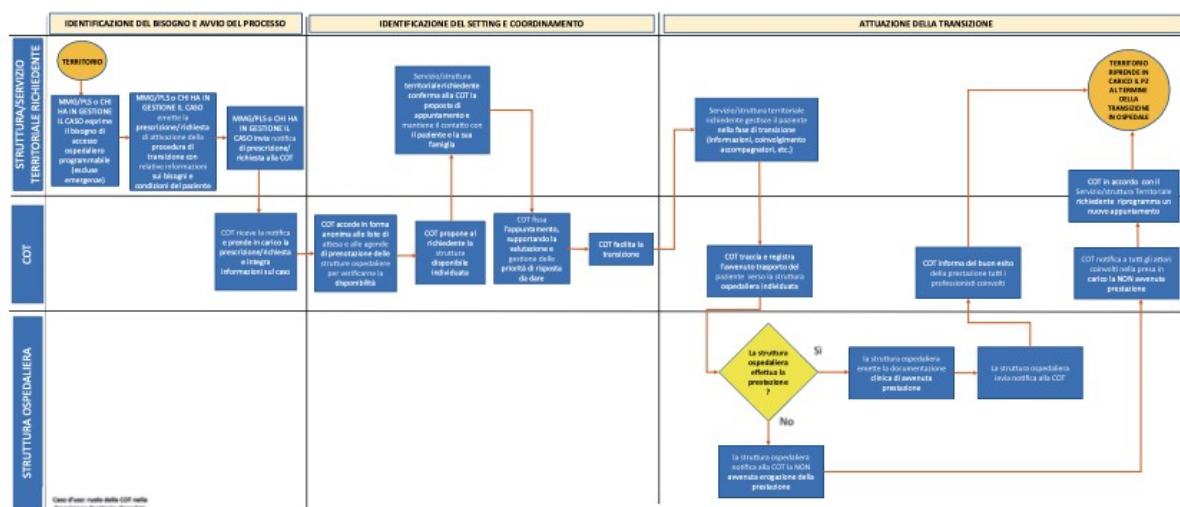 IDENTIFICAZIONE DEL BISOGNO E AVVIO DEL PROCESSO
IDENTIFICAZIONE DEL SETTING E COORDINAMENTO
ATTUAZIONE DELLA TRANSIZIONE
STRUTTURA/SERVIZIO
TERRITORIALE RICHIEDENTE
TERRITORIO
MMG/PLS o CHI HA
IN GESTIONE IL
CASO esprime
il bisogno di
accesso
ospedaliero
programmabile
(escluse
emergenze)
MMG/PLS o CHI HA IN
GESTIONE IL CASO
emette la
prescrizione/richiesta
di attivazione della
procedura di
transizione con
relative informazioni
sui bisogni e
condizioni del paziente
MMG/PLS o CHI HA IN
GESTIONE IL
CASO invia notifica
di prescrizione/
richiesta alla COT
Servizio/struttura
territoriale richiedente
conferma alla COT la
proposta di
appuntamento e
mantiene il contatto con
il paziente e la sua
famiglia
Servizio/struttura territoriale
richiedente gestisce il paziente
nella fase di transizione
(informazioni, coinvolgimento
accompagnatori, etc.)
TERRITORIO
RIPRENDE IN
CARICO IL PZ
AL TERMINE
DELLA
TRANSIZIONE
IN OSPEDALE
COT
COT riceve la notifica
e prende in carico la
prescrizione/richiesta
e integra
informazioni sul caso
COT accede in forma
anonima alle liste di
attesa e alle agende
di prenotazione delle
strutture ospedaliere
per verificarne la
disponibilità
COT propone al
richiedente la
struttura
disponibile
individuata
COT fissa
l'appuntamento,
supportando la
valutazione e
gestione delle
priorità di risposta
da dare
COT facilita la
transizione
COT traccia e registra
l'avvenuto trasporto del
paziente verso la struttura
ospedaliera individuata
COT informa del buon esito
della prestazione tutti i
professionisti coinvolti
COT in accordo con il
Servizio/struttura Territoriale
richiedente riprogramma un
nuovo appuntamento
COT notifica a tutti gli attori
coinvolti nella presa in
carico la NON avvenuta
prestazione
STRUTTURA OSPEDALIERA
La struttura
ospedaliera
effettua la
prestazione
?
Sì
la struttura ospedaliera
emette la documentazione
clinica di avvenuta
prestazione
La struttura ospedaliera
invia notifica alla COT
No
la struttura ospedaliera
notifica alla COT la NON
avvenuta erogazione della
prestazione
Caso d'uso: ruolo della COT nella